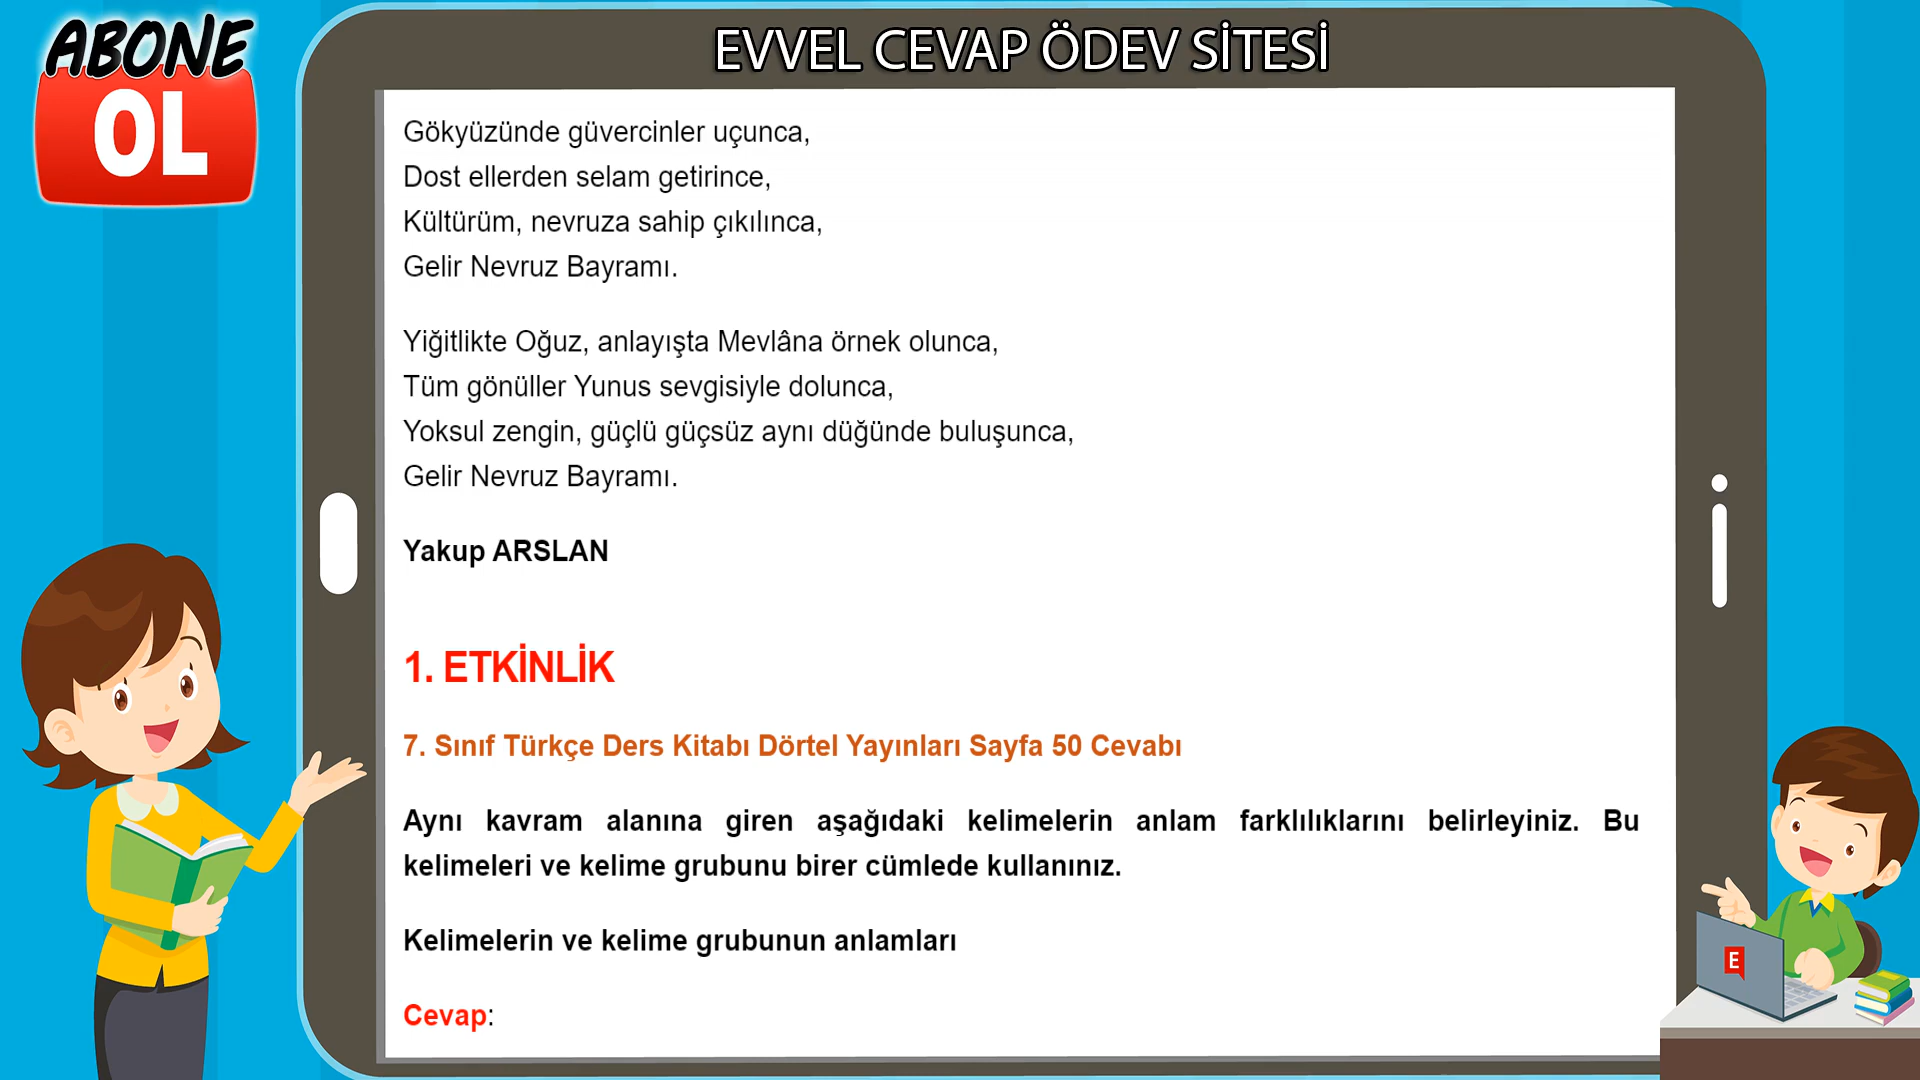 ABONE
OL
EVVEL CEVAP ÖDEV SİTESİ
Gökyüzünde güvercinler uçunca,
Dost ellerden selam getirince,
Kültürüm, nevruza sahip çıkılınca,
Gelir Nevruz Bayramı.
Yiğitlikte Oğuz, anlayışta Mevlâna örnek olunca,
Tüm gönüller Yunus sevgisiyle dolunca,
Yoksul zengin, güçlü güçsüz aynı düğünde buluşunca,
Gelir Nevruz Bayramı.
Yakup ARSLAN
1. ETKİNLİK
7. Sınıf Türkçe Ders Kitabı Dörtel Yayınları Sayfa 50 Cevabı
Aynı kavram alanına giren aşağıdaki kelimelerin anlam farklılıklarını belirleyiniz. Bu
kelimeleri ve kelime grubunu birer cümlede kullanınız.
Kelimelerin ve kelime grubunun anlamları
Cevap:
E